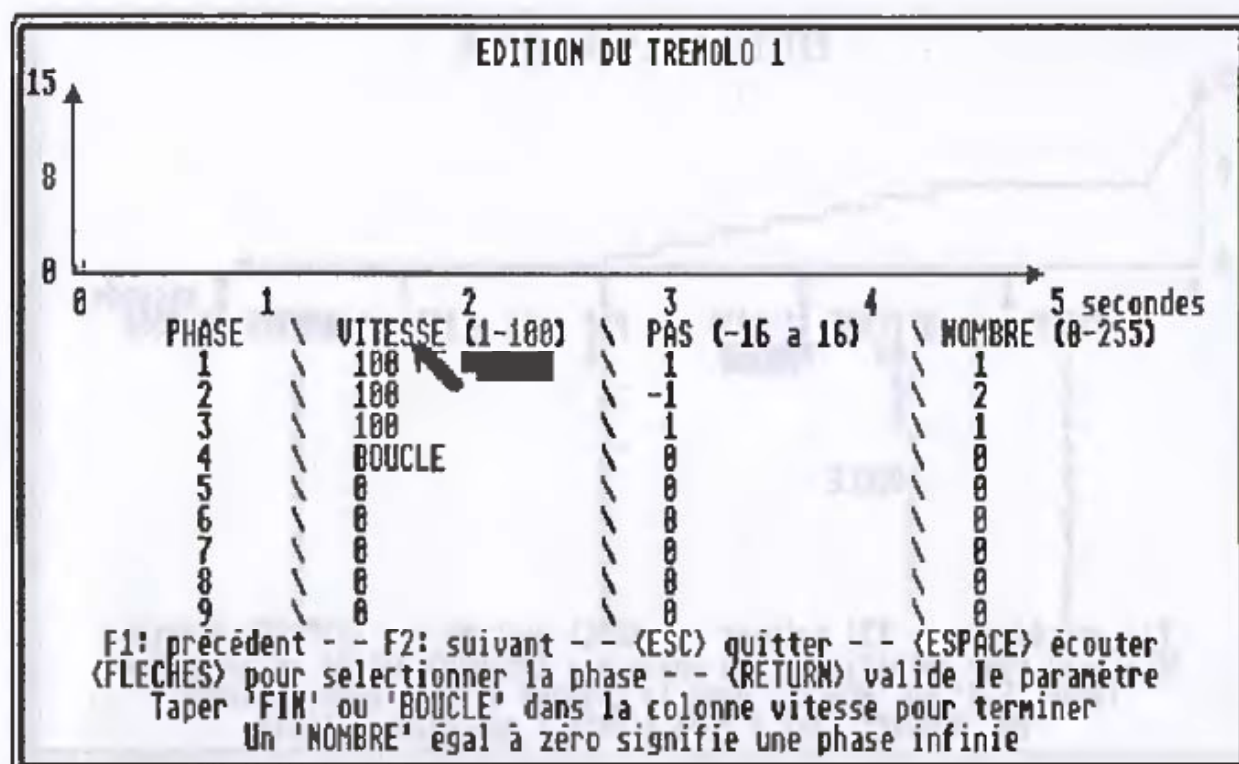 EDITION DU TREMOLO 1
15
8
0
0 1 2 3 4 5 secondes
PHASE \ VITESSE (1-100) \ PAS (-16 à 16) \ NOMBRE (0-255)
1 \ 100 \ 1 \ 1
2 \ 100 \ -1 \ 2
3 \ 100 \ 1 \ 1
4 \ BOUCLE \ 0 \ 0
5 \ 0 \ 0 \ 0
6 \ 0 \ 0 \ 0
7 \ 0 \ 0 \ 0
8 \ 0 \ 0 \ 0
9 \ 0 \ 0 \ 0
F1: précédent - - F2: suivant - - <ESC> quitter - - <ESPACE> écouter
<FLECHES> pour selectionner la phase - - <RETURN> valide le paramètre
Taper 'FIN' ou 'BOUCLE' dans la colonne vitesse pour terminer
Un 'NOMBRE' égal à zéro signifie une phase infinie